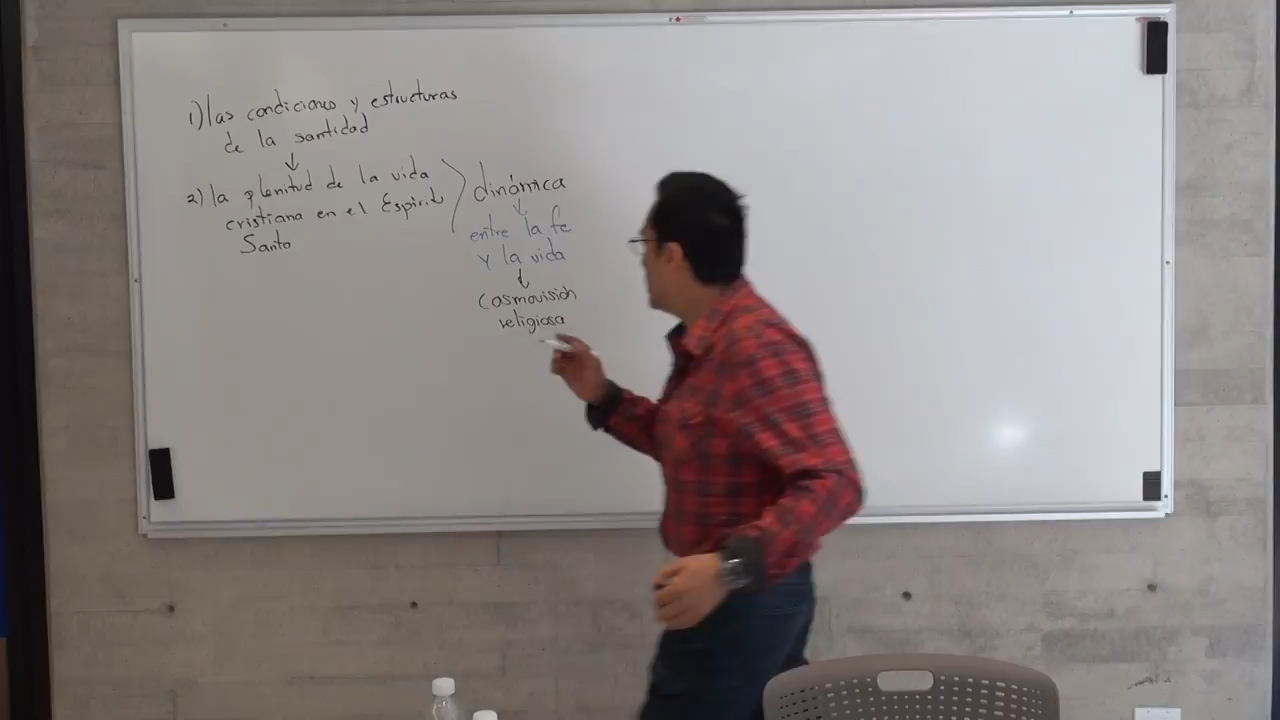 1) las condiciones y estructuras
de la santidad
2) la plenitud de la vida
cristiana en el Espíritu
Santo
dinámica
entre la fe
y la vida
cosmovisión
religiosa